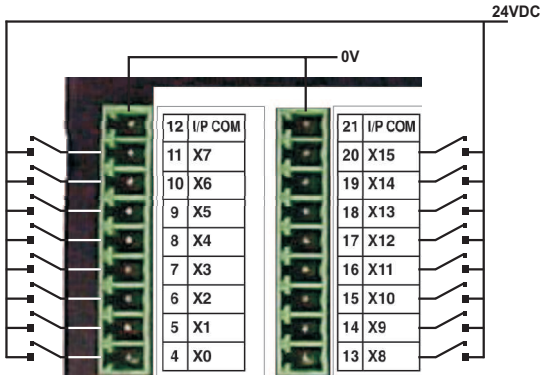 24VDC
0V
12 I/P COM
11 X7
10 X6
9 X5
8 X4
7 X3
6 X2
5 X1
4 X0
21 I/P COM
20 X15
19 X14
18 X13
17 X12
16 X11
15 X10
14 X9
13 X8